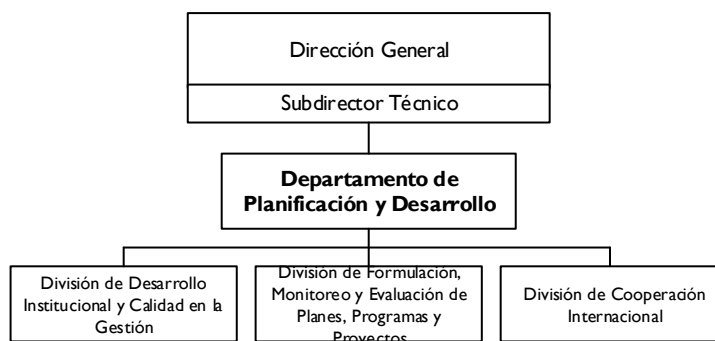 Dirección General
Subdirector Técnico
Departamento de
Planificación y Desarrollo
División de Desarrollo
Institucional y Calidad en la
Gestión
División de Formulación,
Monitoreo y Evaluación de
Planes, Programas y
Proyectos
División de Cooperación
Internacional